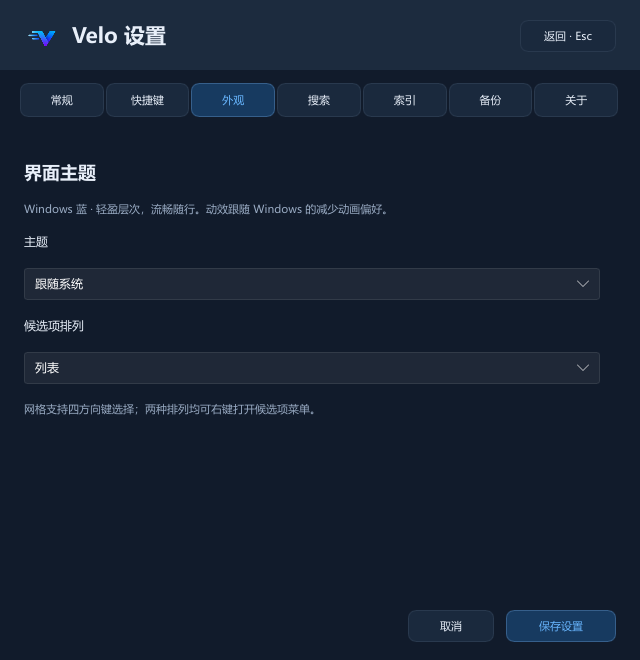 Velo 设置
返回 · Esc
常规
快捷键
外观
搜索
索引
备份
关于
界面主题
Windows 蓝 · 轻盈层次，流畅随行。动效跟随 Windows 的减少动画偏好。
主题
跟随系统
候选项排列
列表
网格支持四方向键选择；两种排列均可右键打开候选项菜单。
取消
保存设置